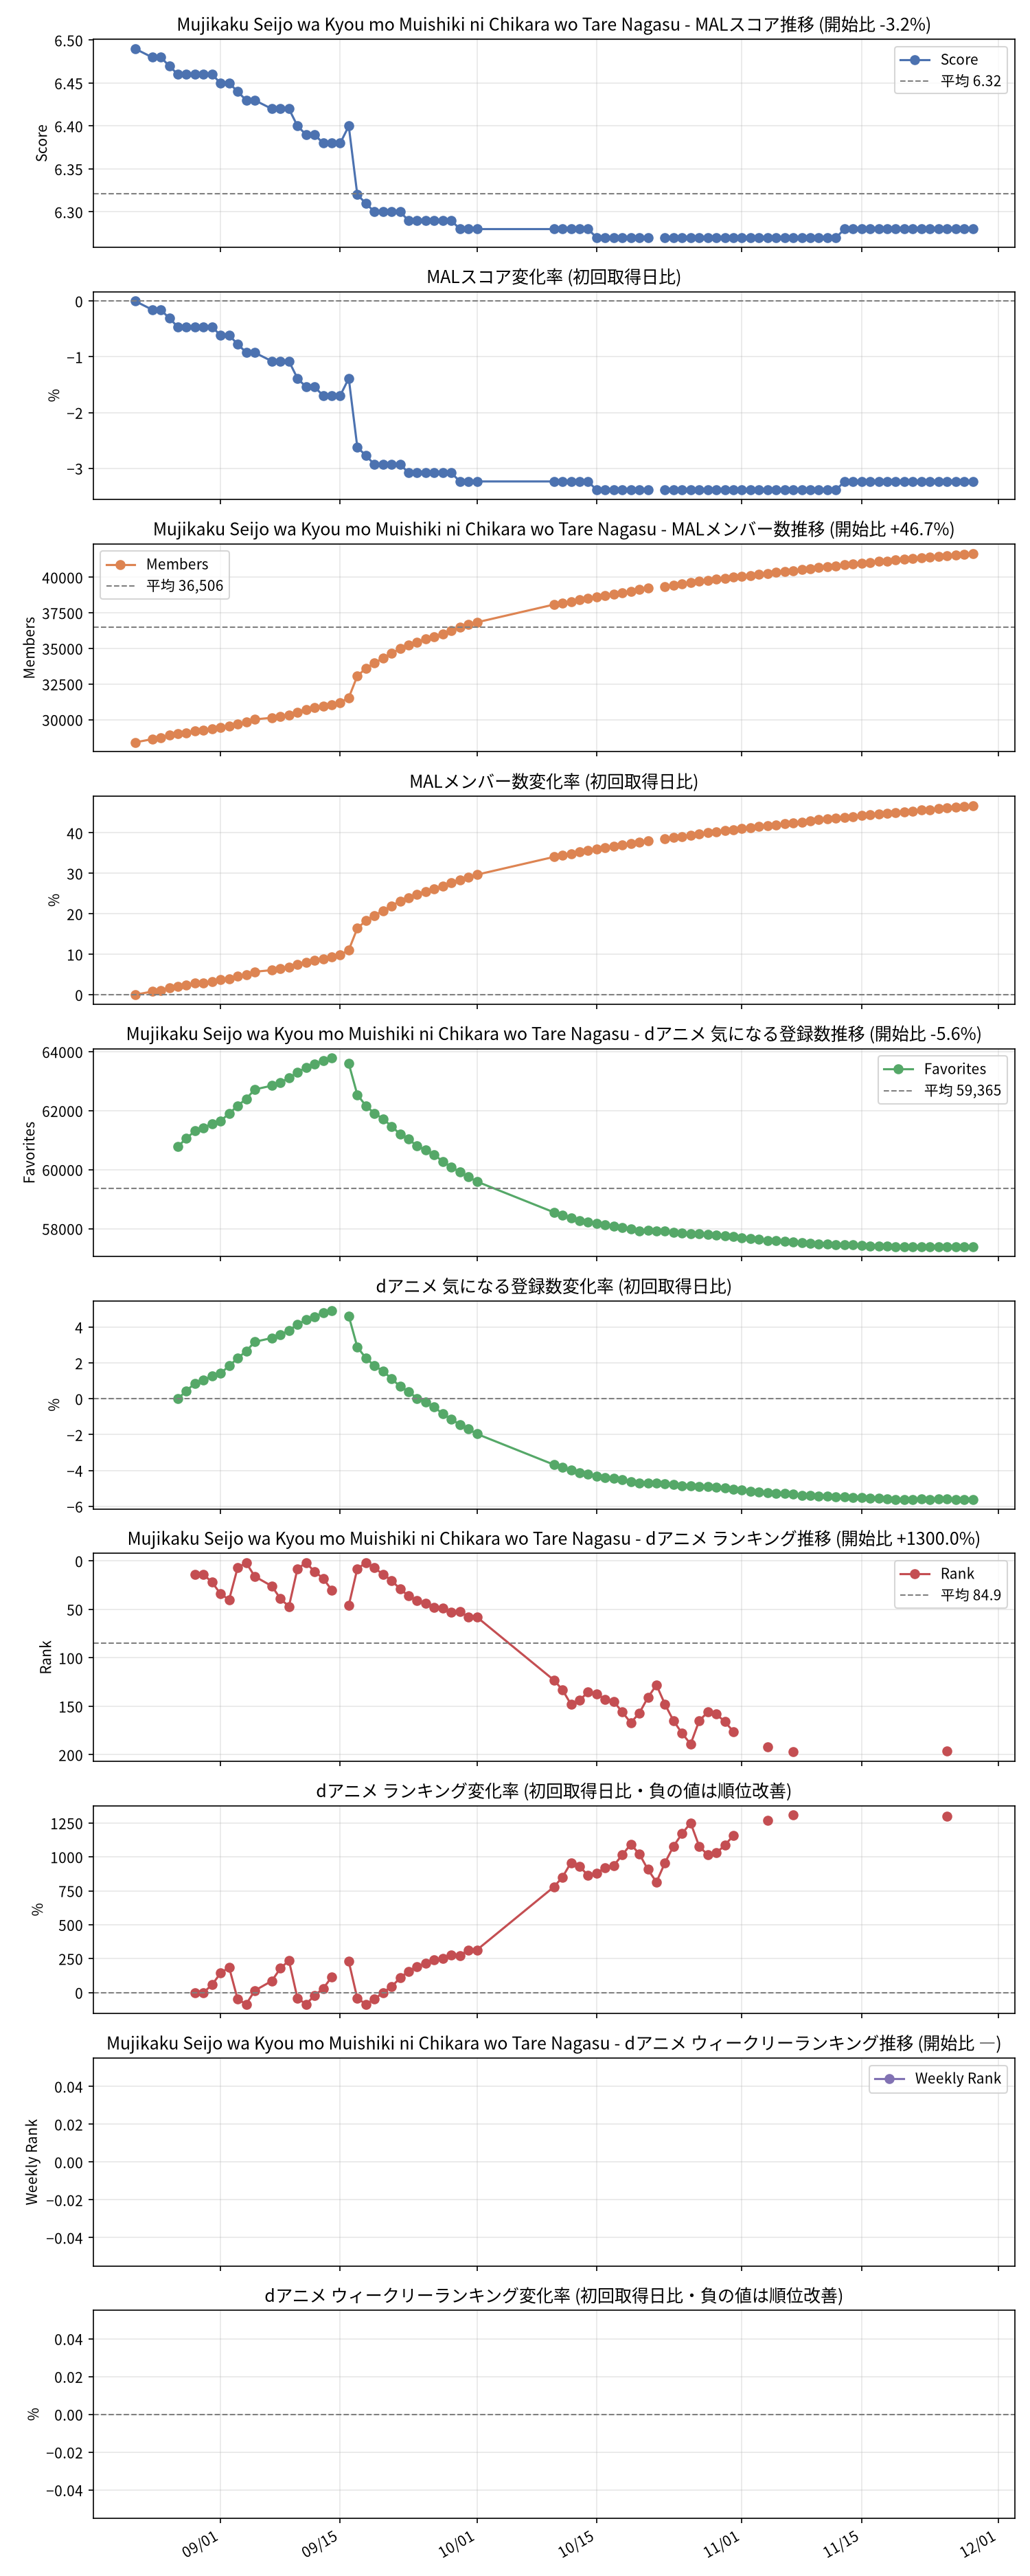 Mujikaku Seijo wa Kyou mo Muishiki ni Chikara wo Tare Nagasu - MALスコア推移 (開始比 -3.2%)
6.50
6.45
6.40
6.35
6.30
Score
Score
平均 6.32
MALスコア変化率 (初回取得日比)
0
−1
−2
−3
%
Mujikaku Seijo wa Kyou mo Muishiki ni Chikara wo Tare Nagasu - MALメンバー数推移 (開始比 +46.7%)
40000
37500
35000
32500
30000
Members
Members
平均 36,506
MALメンバー数変化率 (初回取得日比)
40
30
20
10
0
%
Mujikaku Seijo wa Kyou mo Muishiki ni Chikara wo Tare Nagasu - dアニメ 気になる登録数推移 (開始比 -5.6%)
64000
62000
60000
58000
Favorites
Favorites
平均 59,365
dアニメ 気になる登録数変化率 (初回取得日比)
4
2
0
−2
−4
−6
%
Mujikaku Seijo wa Kyou mo Muishiki ni Chikara wo Tare Nagasu - dアニメ ランキング推移 (開始比 +1300.0%)
0
50
100
150
200
Rank
Rank
平均 84.9
dアニメ ランキング変化率 (初回取得日比・負の値は順位改善)
1250
1000
750
500
250
0
%
Mujikaku Seijo wa Kyou mo Muishiki ni Chikara wo Tare Nagasu - dアニメ ウィークリーランキング推移 (開始比 —)
0.04
0.02
0.00
−0.02
−0.04
Weekly Rank
Weekly Rank
dアニメ ウィークリーランキング変化率 (初回取得日比・負の値は順位改善)
0.04
0.02
0.00
−0.02
−0.04
%
09/01
09/15
10/01
10/15
11/01
11/15
12/01